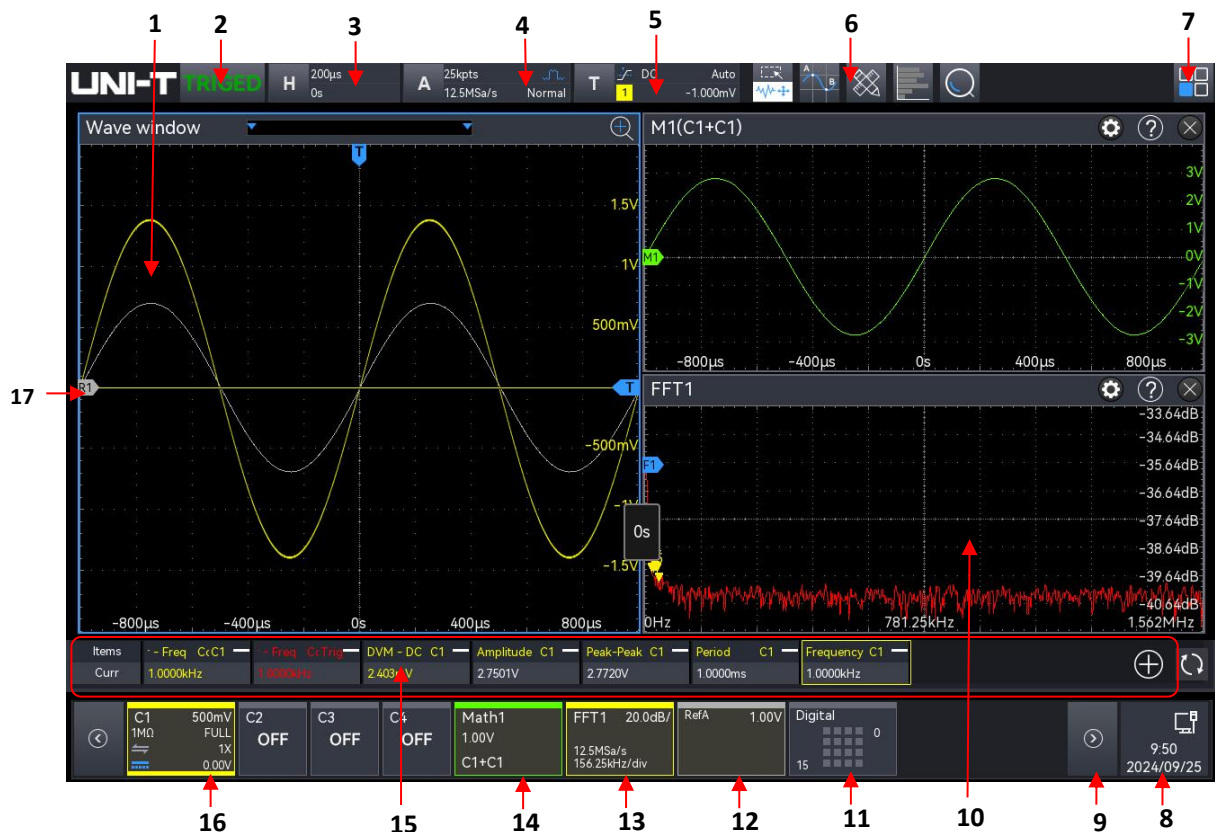 1 2 3 4 5 6 7
UNI-T TRIGED H 200μs A 25kpts T DC Auto
0s 12.5MSa/s Normal 1 -1.000mV
A B
Wave window
T
1.5V
1V
500mV
T
-500mV
-1V
-1.5V
R1
17
-800μs -400μs 0s 400μs 800μs
M1(C1+C1)
3V
2V
1V
M1 0V
-1V
-2V
-3V
-800μs -400μs 0s 400μs 800μs
FFT1
-33.64dB
-34.64dB
F1 -35.64dB
-36.64dB
-37.64dB
0s
-38.64dB
-39.64dB
-40.64dB
0Hz 781.25kHz 1.562MHz
Items - Freq C1 - Freq Trig DVM - DC C1 Amplitude C1 Peak-Peak C1 Period C1 Frequency C1
Curr 1.0000kHz 1.0000kHz 2.403mV 2.7501V 2.7720V 1.0000ms 1.0000kHz
C1 500mV C2 C3 C4 Math1 FFT1 20.0dB/ RefA 1.00V Digital
1MΩ FULL OFF OFF OFF 1.00V 0
1X 12.5MSa/s 9:50
0.00V C1+C1 156.25kHz/div 15 2024/09/25
16 15 14 13 12 11 10 9 8